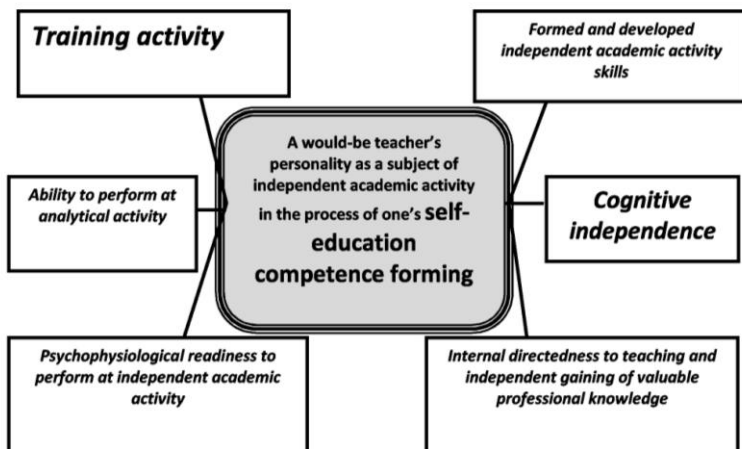 Training activity
Formed and developed
independent academic activity
skills
A would-be teacher's
personality as a subject of
independent academic activity
in the process of one's self-
education
competence forming
Ability to perform at
analytical activity
Cognitive
independence
Psychophysiological readiness to
perform at independent academic
activity
Internal directedness to teaching and
independent gaining of valuable
professional knowledge